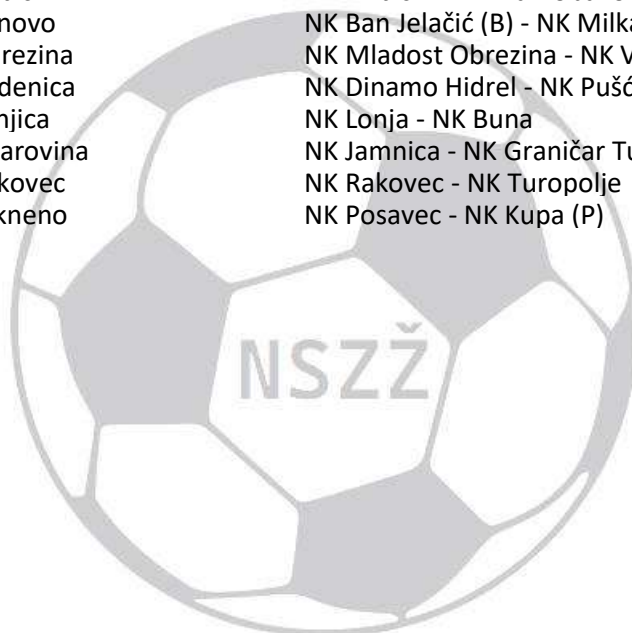 novo NK Ban Jelačić (B) - NK Milka
rezina NK Mladost Obrezina - NK V
denica NK Dinamo Hidrel - NK Pušć
njica NK Lonja - NK Buna
arovina NK Jamnica - NK Graničar Tu
kovec NK Rakovec - NK Turopolje
kneno NK Posavec - NK Kupa (P)
NSZŽ